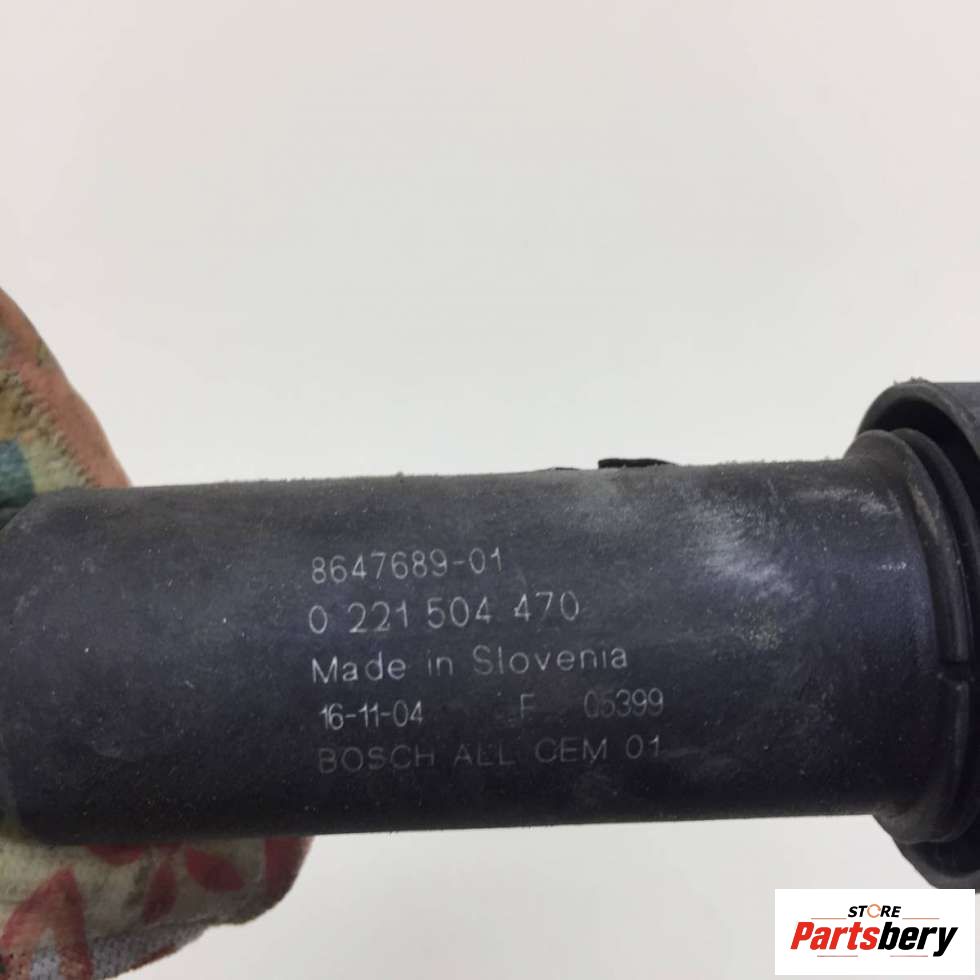 8647689-01
0 221 504 470
Made in Slovenia
16-11-04 F 05399
BOSCH ALL CEM 01
STORE
Partsbery